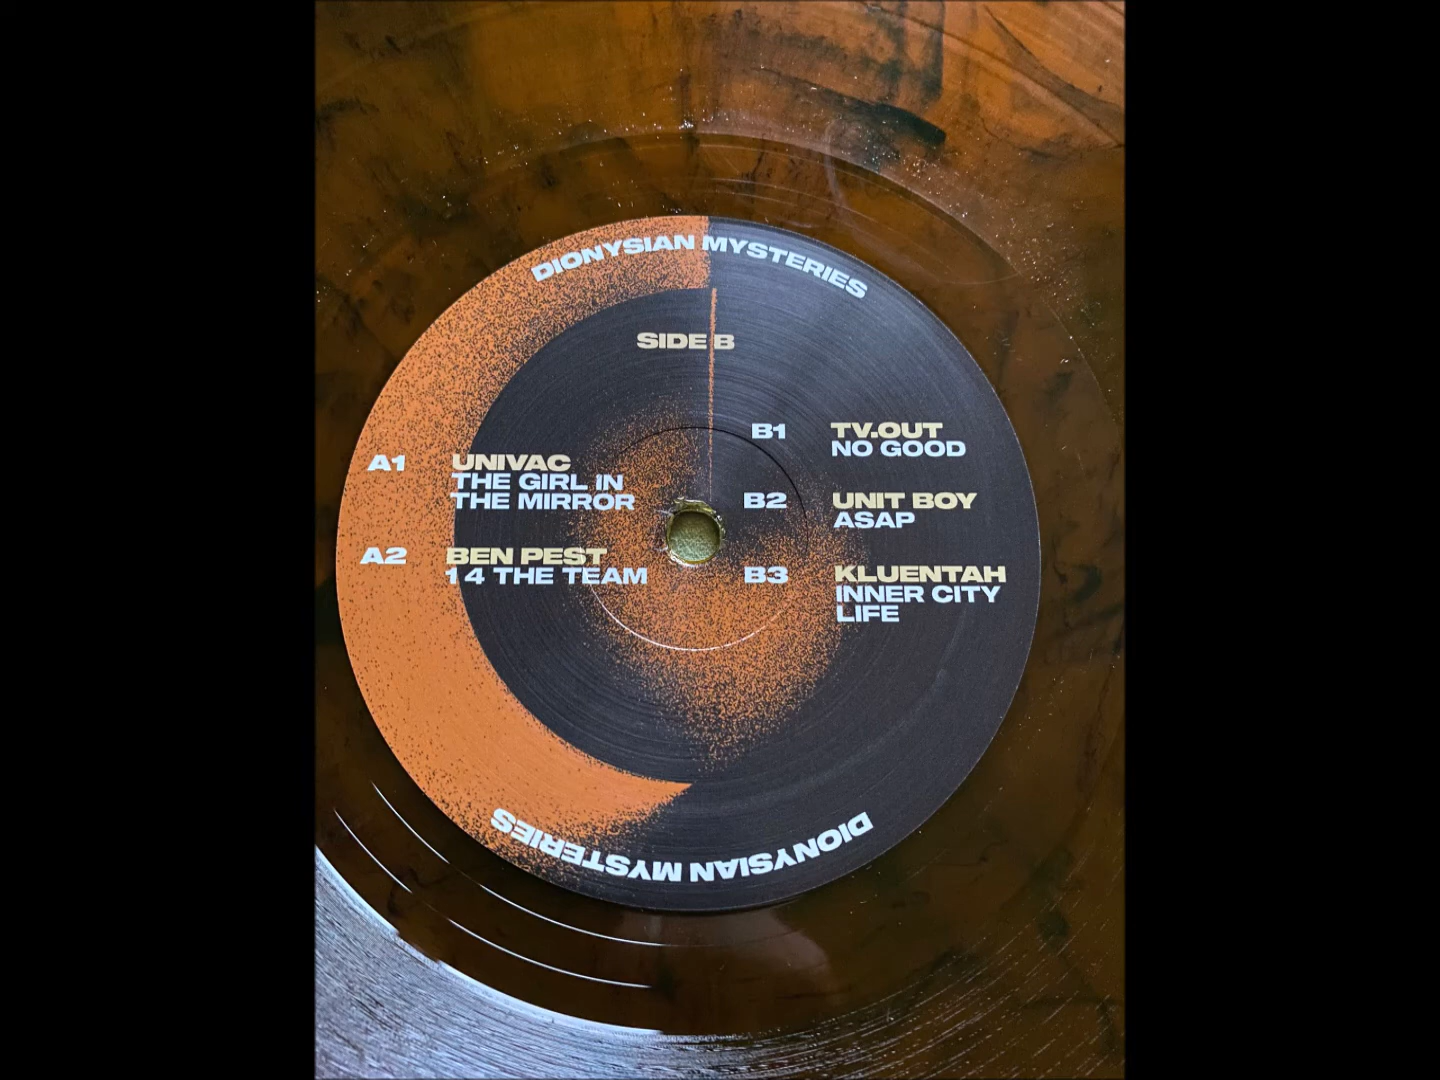 DIONYSIAN MYSTERIES
SIDE B
A1 UNIVAC
THE GIRL IN
THE MIRROR
A2 BEN PEST
1 4 THE TEAM
B1 TV.OUT
NO GOOD
B2 UNIT BOY
ASAP
B3 KLUENTAH
INNER CITY
LIFE
DIONYSIAN MYSTERIES